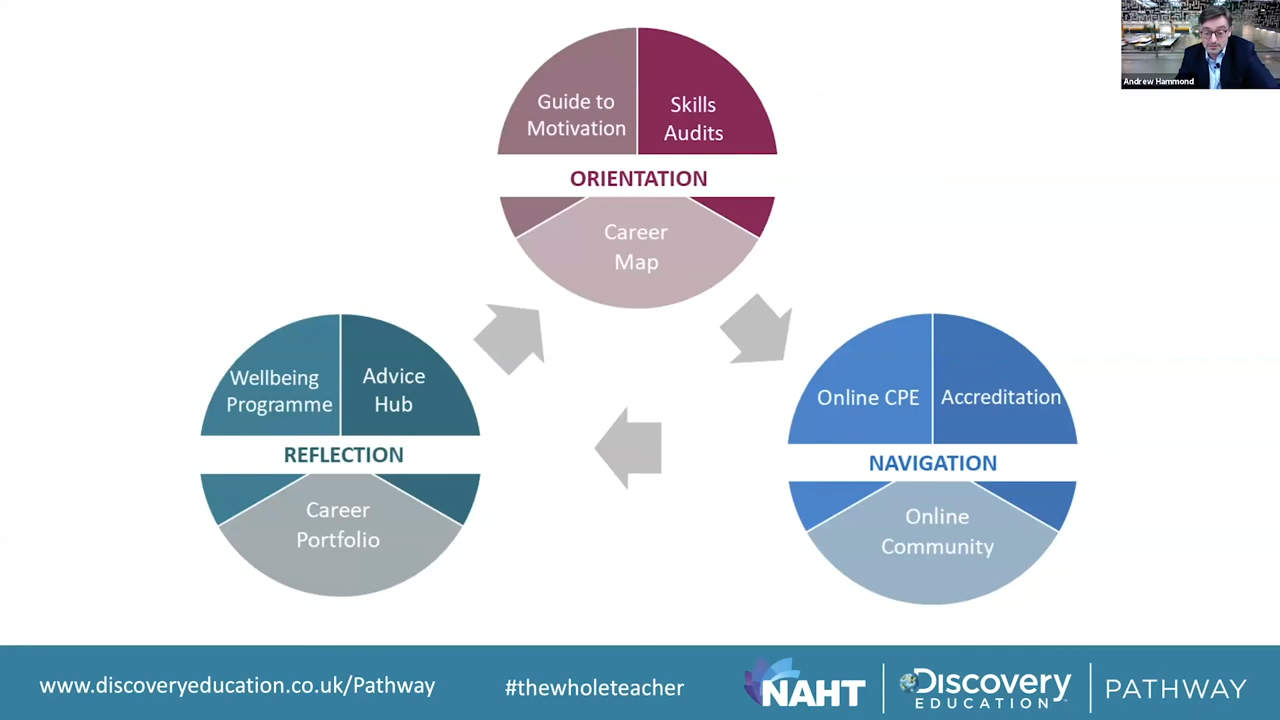 Andrew Hammond
Guide to
Motivation
Skills
Audits
ORIENTATION
Career
Map
Wellbeing
Programme
Advice
Hub
REFLECTION
Career
Portfolio
Online CPE
Accreditation
NAVIGATION
Online
Community
www.discoveryeducation.co.uk/Pathway
#thewholeteacher
NAHT
Discovery
EDUCATION
PATHWAY